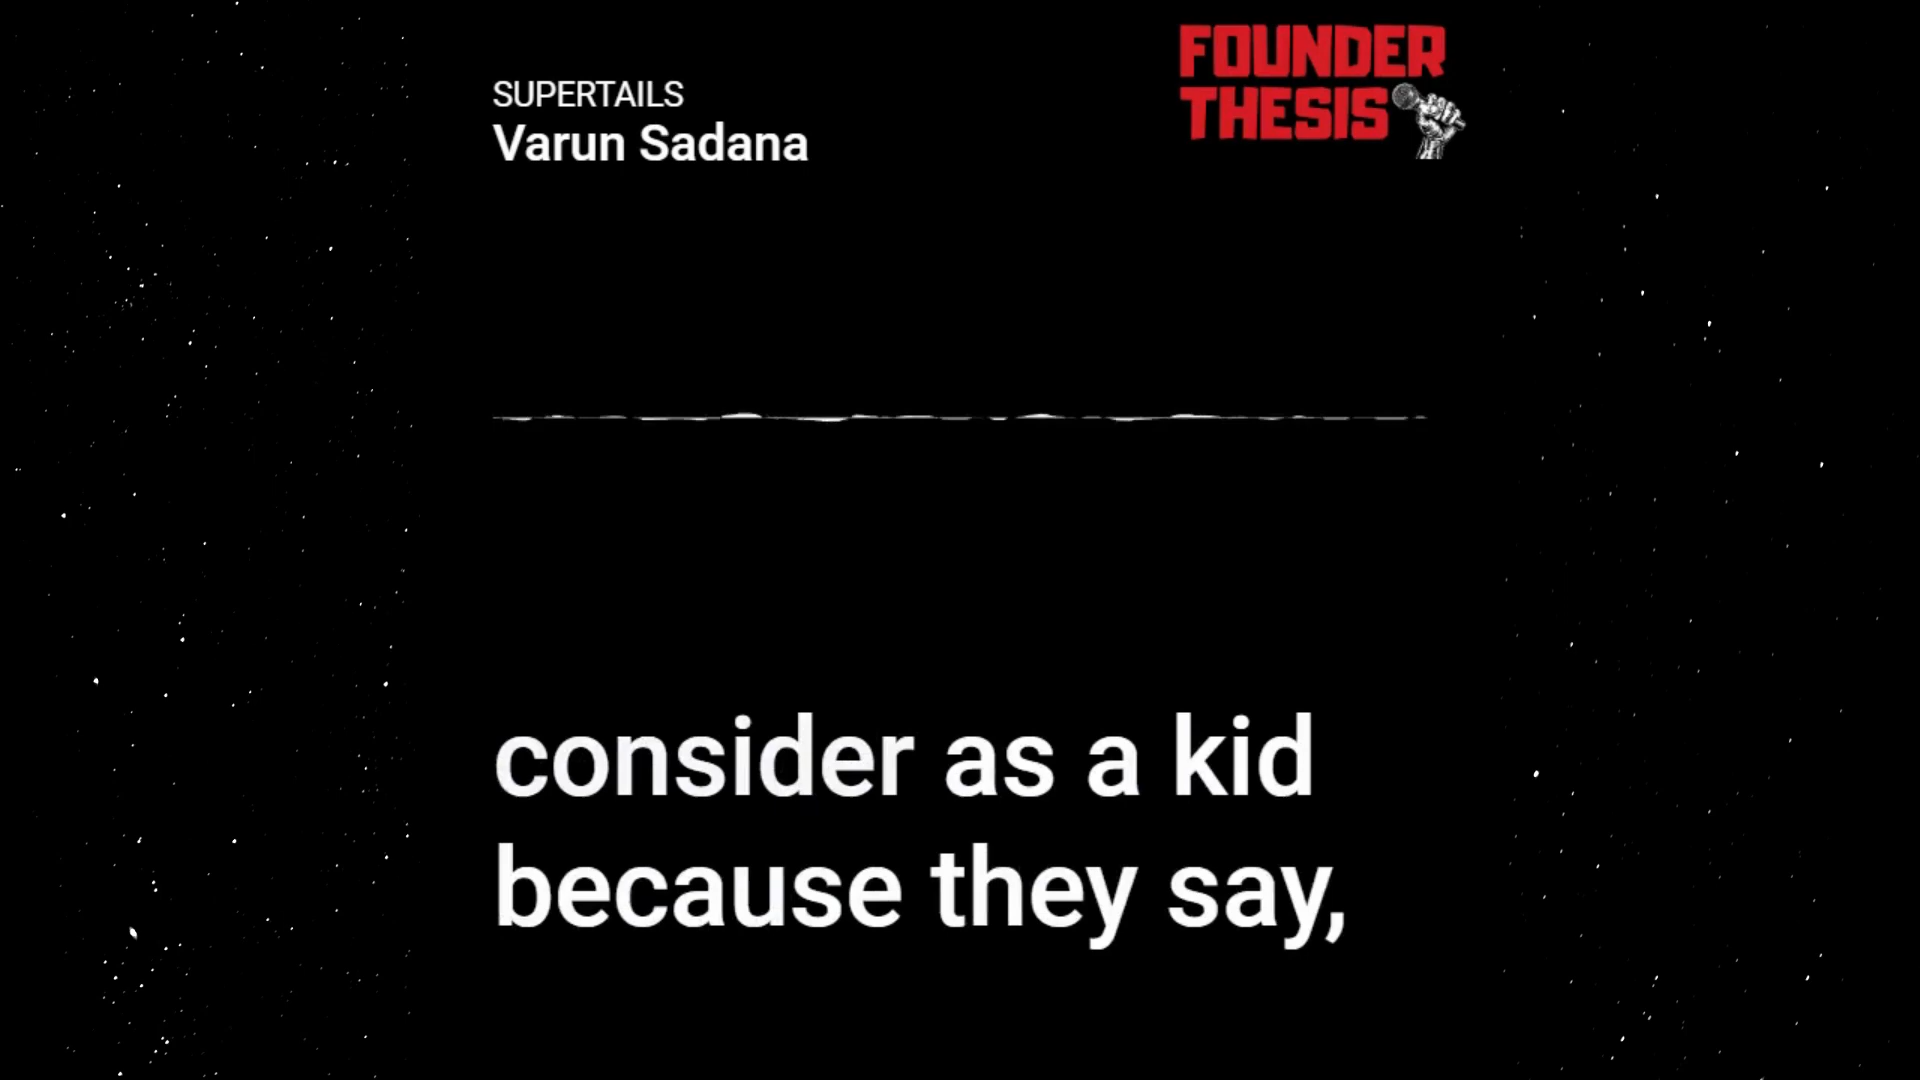 SUPERTAILS
Varun Sadana
FOUNDER
THESIS
consider as a kid
because they say,